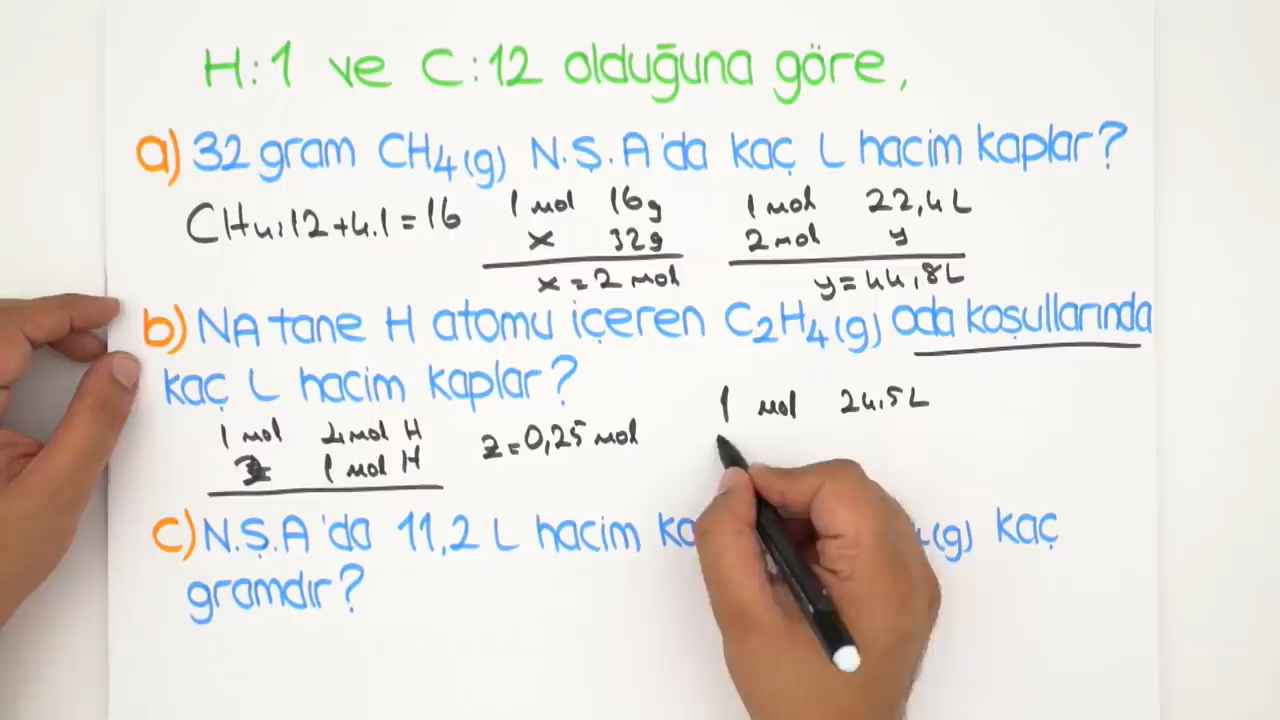 H:1 ve C:12 olduğuna göre,
a) 32 gram CH4(g) N.Ş.A'da kaç L hacim kaplar?
CH4:12+4.1=16
1 mol 16g
x 32g
x=2 mol
1 mol 22,4L
2 mol y
y=44,8L
b) NA tane H atomu içeren C2H4(g) oda koşullarında
kaç L hacim kaplar?
1 mol 4 mol H
z 1 mol H
z=0,25 mol
1 mol 24,5L
c) N.Ş.A'da 11,2 L hacim (g) kaç
gramdır?